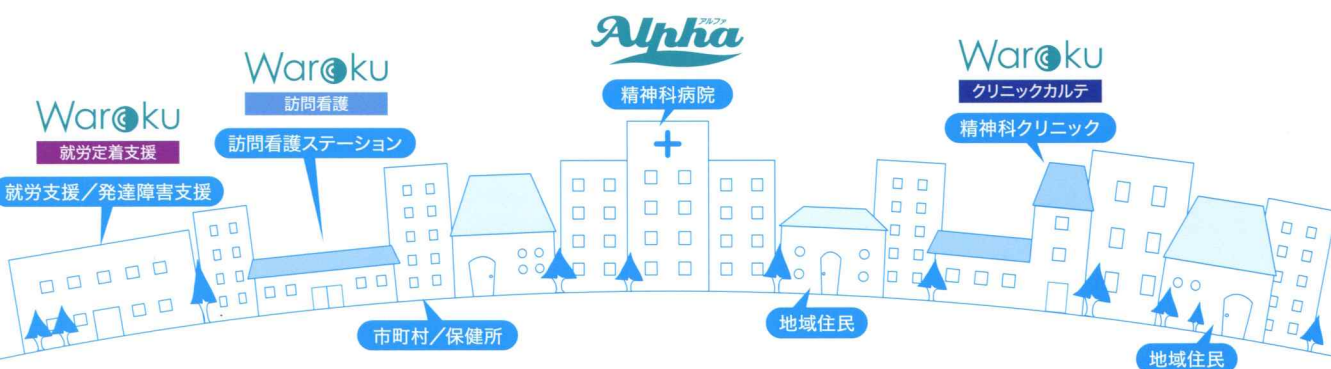 Waroku
就労定着支援
就労支援／発達障害支援
Waroku
訪問看護
訪問看護ステーション
市町村／保健所
アルファ
Alpha
精神科病院
地域住民
Waroku
クリニックカルテ
精神科クリニック
地域住民